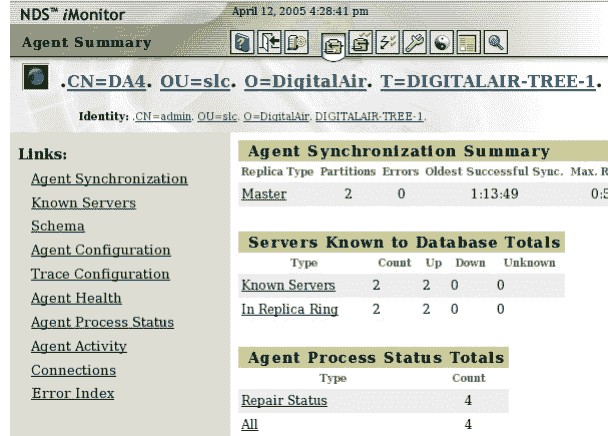 NDS™ iMonitor
April 12, 2005 4:28:41 pm
Agent Summary
.CN=DA4. OU=slc. O=DigitalAir. T=DIGITALAIR-TREE-1.
Identity: .CN=admin. OU=slc. O=DigitalAir. DIGITALAIR-TREE-1.
Links:
Agent Synchronization
Known Servers
Schema
Agent Configuration
Trace Configuration
Agent Health
Agent Process Status
Agent Activity
Connections
Error Index
Agent Synchronization Summary
Replica Type Partitions Errors Oldest Successful Sync. Max. R
Master 2 0 1:13:49 0:5
Servers Known to Database Totals
Type Count Up Down Unknown
Known Servers 2 2 0 0
In Replica Ring 2 2 0 0
Agent Process Status Totals
Type Count
Repair Status 4
All 4